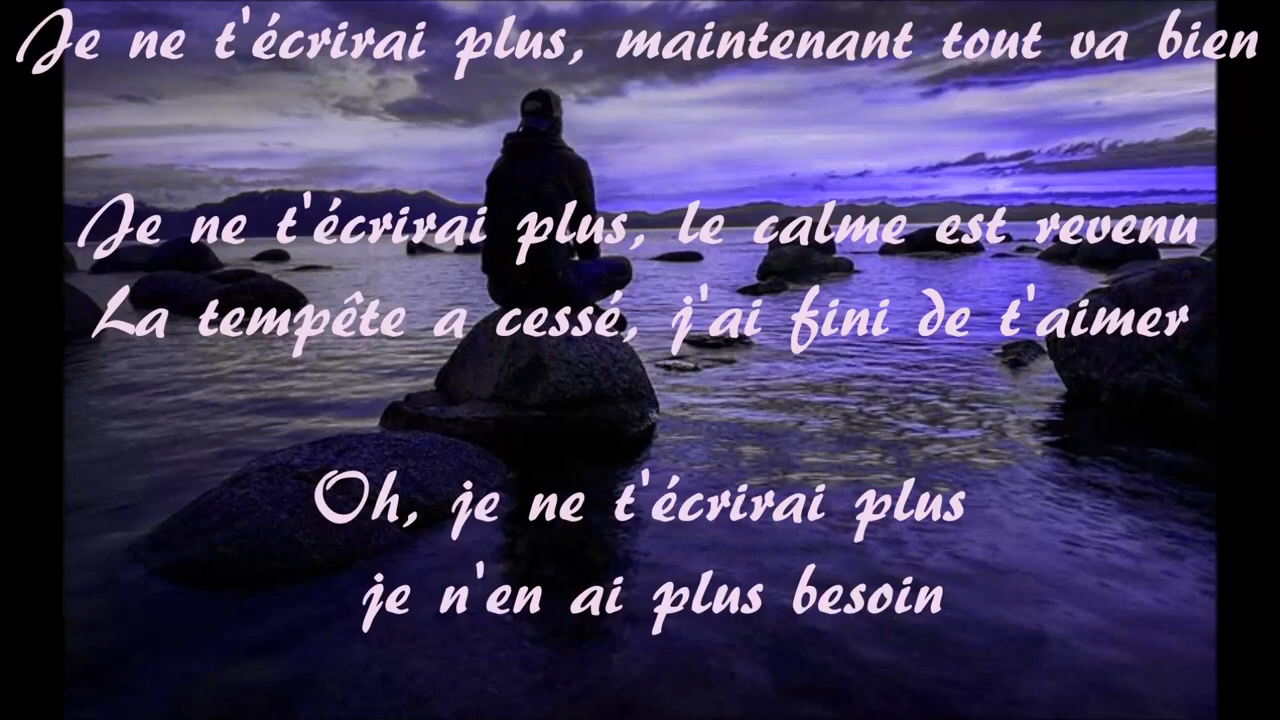 Je ne t'écrirai plus, maintenant tout va bien
Je ne t'écrirai plus, le calme est revenu
La tempête a cessé, j'ai fini de t'aimer
Oh, je ne t'écrirai plus
je n'en ai plus besoin